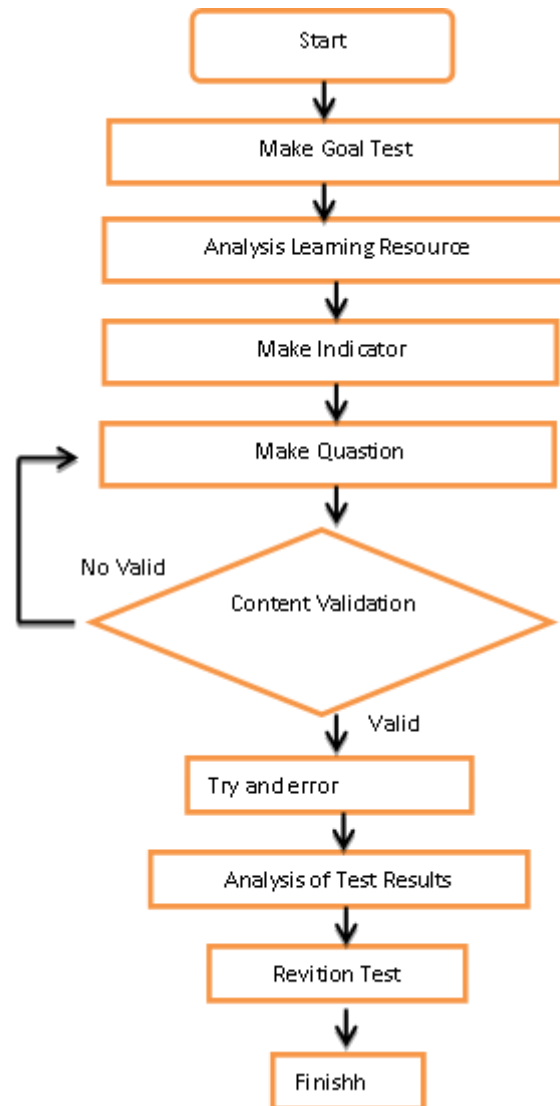 Start
Make Goal Test
Analysis Learning Resource
Make Indicator
Make Quastion
No Valid
Content Validation
Valid
Try and error
Analysis of Test Results
Revition Test
Finishh